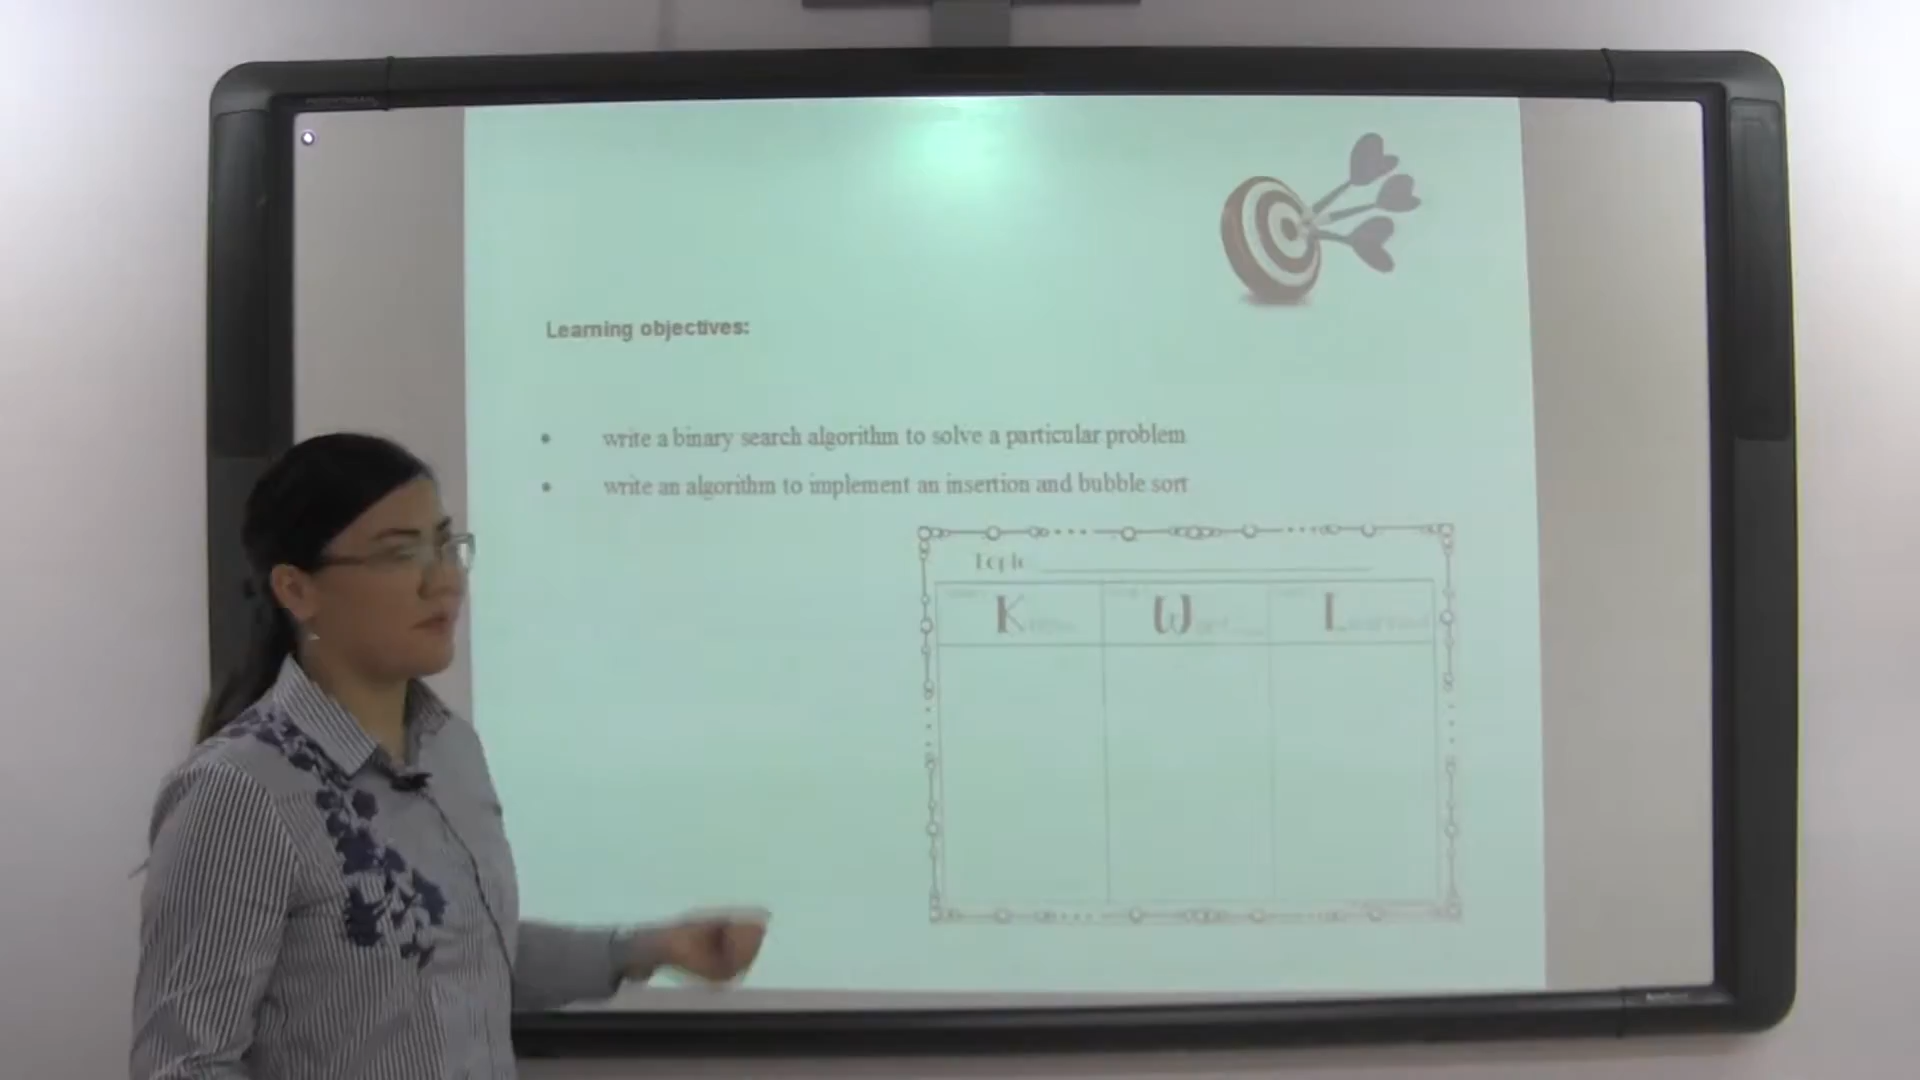 Learning objectives:
• write a binary search algorithm to solve a particular problem
• write an algorithm to implement an insertion and bubble sort
Topic
K W L